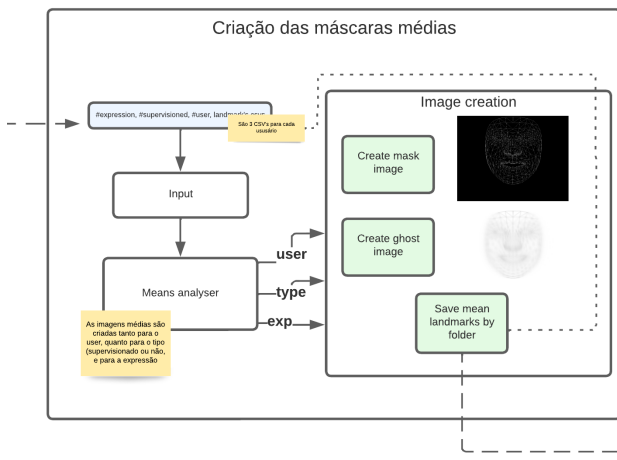 Criação das máscaras médias
#expression, #supervisioned, #user, landmark's
São 3 CSV's para cada
ususário
Input
Means analyser
As imagens médias são
criadas tanto para o
user, quanto para o tipo
(supervisionado ou não,
e para a expressão
user
type
exp
Image creation
Create mask
image
Create ghost
image
Save mean
landmarks by
folder